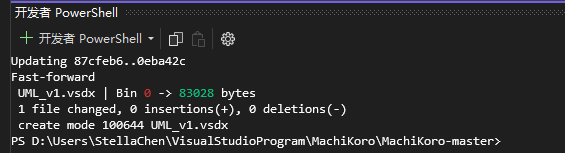 开发者 PowerShell
+ 开发者 PowerShell
Updating 87cfeb6..0eba42c
Fast-forward
 UML_v1.vsdx | Bin 0 -> 83028 bytes
 1 file changed, 0 insertions(+), 0 deletions(-)
 create mode 100644 UML_v1.vsdx
PS D:\Users\StellaChen\VisualStudioProgram\MachiKoro\MachiKoro-master>